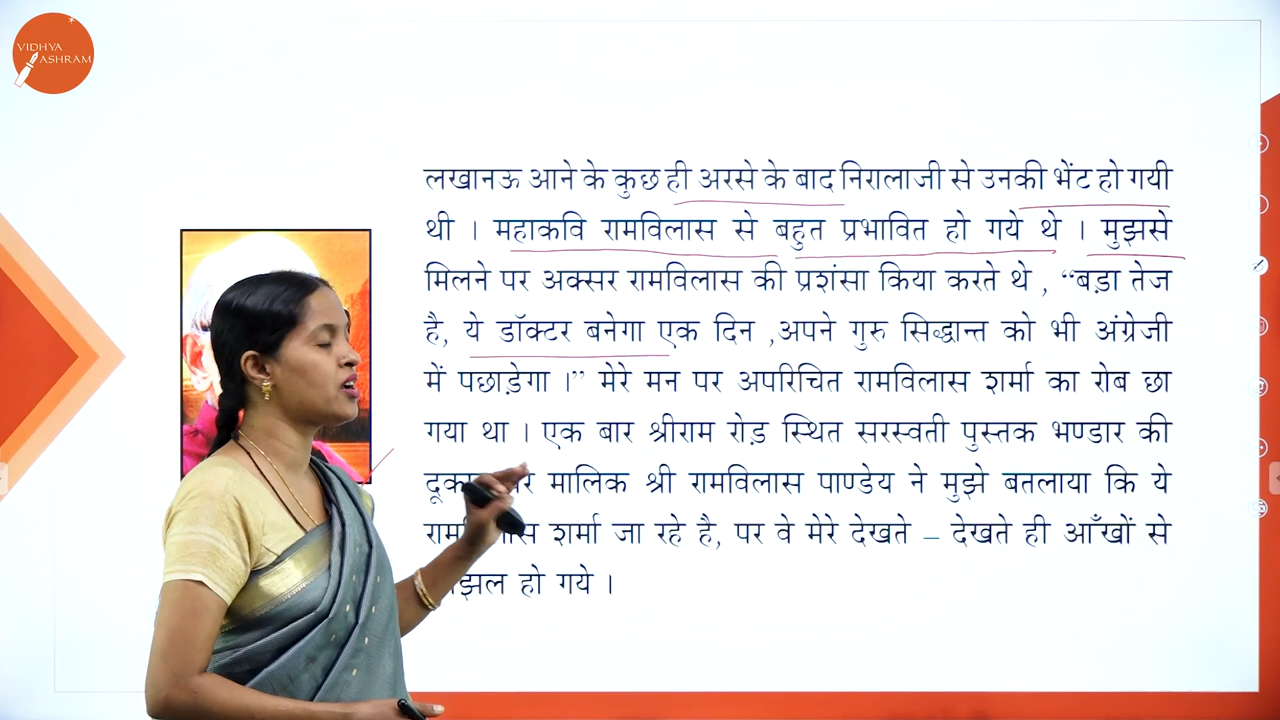 VIDHYA
ASHRAM
लखानऊ आने के कुछ ही अरसे के बाद निरालाजी से उनकी भेंट हो गयी
थी । महाकवि रामविलास से बहुत प्रभावित हो गये थे । मुझसे
मिलने पर अक्सर रामविलास की प्रशंसा किया करते थे , “बड़ा तेज
है, ये डॉक्टर बनेगा एक दिन ,अपने गुरु सिद्धान्त को भी अंग्रेजी
में पछाड़ेगा ।” मेरे मन पर अपरिचित रामविलास शर्मा का रोब छा
गया था । एक बार श्रीराम रोड़ स्थित सरस्वती पुस्तक भण्डार की
मालिक श्री रामविलास पाण्डेय ने मुझे बतलाया कि ये
शर्मा जा रहे है, पर वे मेरे देखते – देखते ही आँखों से
हो गये ।